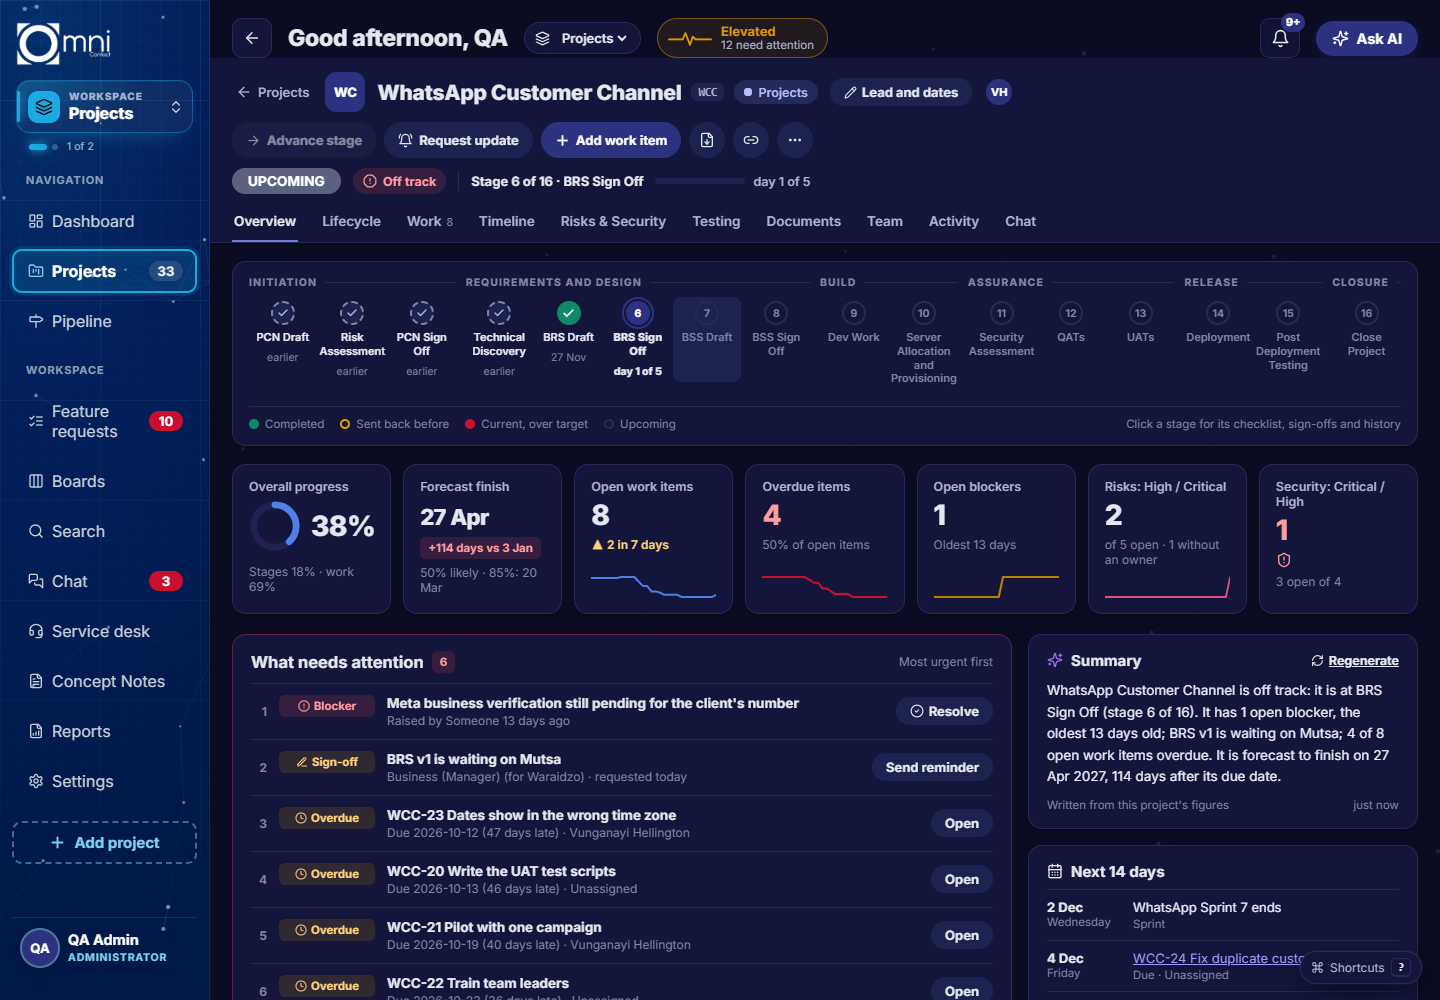 Omni
Contact
Good afternoon, QA
Projects
Elevated
12 need attention
9+
Ask AI
WORKSPACE
Projects
1 of 2
NAVIGATION
Dashboard
Projects 33
Pipeline
WORKSPACE
Feature requests 10
Boards
Search
Chat 3
Service desk
Concept Notes
Reports
Settings
+ Add project
QA
QA Admin
ADMINISTRATOR
Projects
WC
WhatsApp Customer Channel
WCC
Projects
Lead and dates
VH
Advance stage
Request update
Add work item
UPCOMING
Off track
Stage 6 of 16 · BRS Sign Off
day 1 of 5
Overview Lifecycle Work 8 Timeline Risks & Security Testing Documents Team Activity Chat
INITIATION REQUIREMENTS AND DESIGN BUILD ASSURANCE RELEASE CLOSURE
PCN Draft
earlier
Risk Assessment
earlier
PCN Sign Off
earlier
Technical Discovery
earlier
BRS Draft
27 Nov
6
BRS Sign Off
day 1 of 5
7
BSS Draft
8
BSS Sign Off
9
Dev Work
10
Server Allocation and Provisioning
11
Security Assessment
12
QATs
13
UATs
14
Deployment
15
Post Deployment Testing
16
Close Project
Completed Sent back before Current, over target Upcoming
Click a stage for its checklist, sign-offs and history
Overall progress
38%
Stages 18% · work 69%
Forecast finish
27 Apr
+114 days vs 3 Jan
50% likely · 85%: 20 Mar
Open work items
8
2 in 7 days
Overdue items
4
50% of open items
Open blockers
1
Oldest 13 days
Risks: High / Critical
2
of 5 open · 1 without an owner
Security: Critical / High
1
3 open of 4
What needs attention 6
Most urgent first
1 Blocker
Meta business verification still pending for the client's number
Raised by Someone 13 days ago
Resolve
2 Sign-off
BRS v1 is waiting on Mutsa
Business (Manager) (for Waraidzo) · requested today
Send reminder
3 Overdue
WCC-23 Dates show in the wrong time zone
Due 2026-10-12 (47 days late) · Vunganayi Hellington
Open
4 Overdue
WCC-20 Write the UAT test scripts
Due 2026-10-13 (46 days late) · Unassigned
Open
5 Overdue
WCC-21 Pilot with one campaign
Due 2026-10-19 (40 days late) · Vunganayi Hellington
Open
6 Overdue
WCC-22 Train team leaders
Due 2026-10-23 (36 days late) · Unassigned
Open
Summary
Regenerate
WhatsApp Customer Channel is off track: it is at BRS
Sign Off (stage 6 of 16). It has 1 open blocker, the
oldest 13 days old; BRS v1 is waiting on Mutsa; 4 of 8
open work items overdue. It is forecast to finish on 27
Apr 2027, 114 days after its due date.
Written from this project's figures
just now
Next 14 days
2 Dec
Wednesday
WhatsApp Sprint 7 ends
Sprint
4 Dec
Friday
WCC-24 Fix duplicate
Due · Unassigned
Shortcuts ?